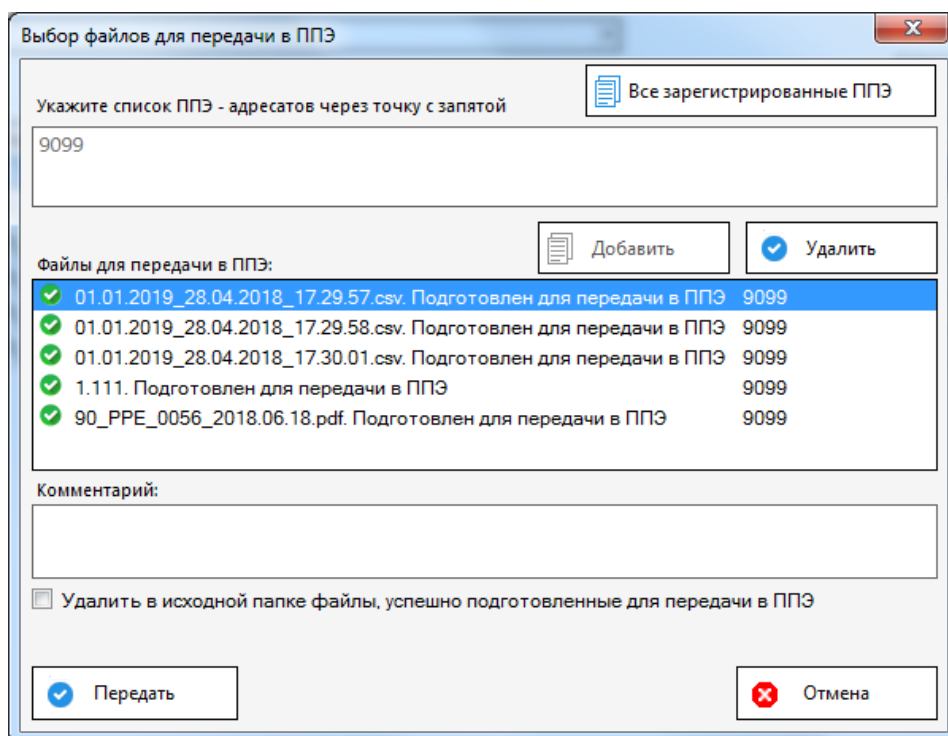 Выбор файлов для передачи в ППЭ
Все зарегистрированные ППЭ
Укажите список ППЭ - адресатов через точку с запятой
9099
Добавить
Удалить
Файлы для передачи в ППЭ:
01.01.2019_28.04.2018_17.29.57.csv. Подготовлен для передачи в ППЭ 9099
01.01.2019_28.04.2018_17.29.58.csv. Подготовлен для передачи в ППЭ 9099
01.01.2019_28.04.2018_17.30.01.csv. Подготовлен для передачи в ППЭ 9099
1.111. Подготовлен для передачи в ППЭ 9099
90_PPE_0056_2018.06.18.pdf. Подготовлен для передачи в ППЭ 9099
Комментарий:
Удалить в исходной папке файлы, успешно подготовленные для передачи в ППЭ
Передать
Отмена